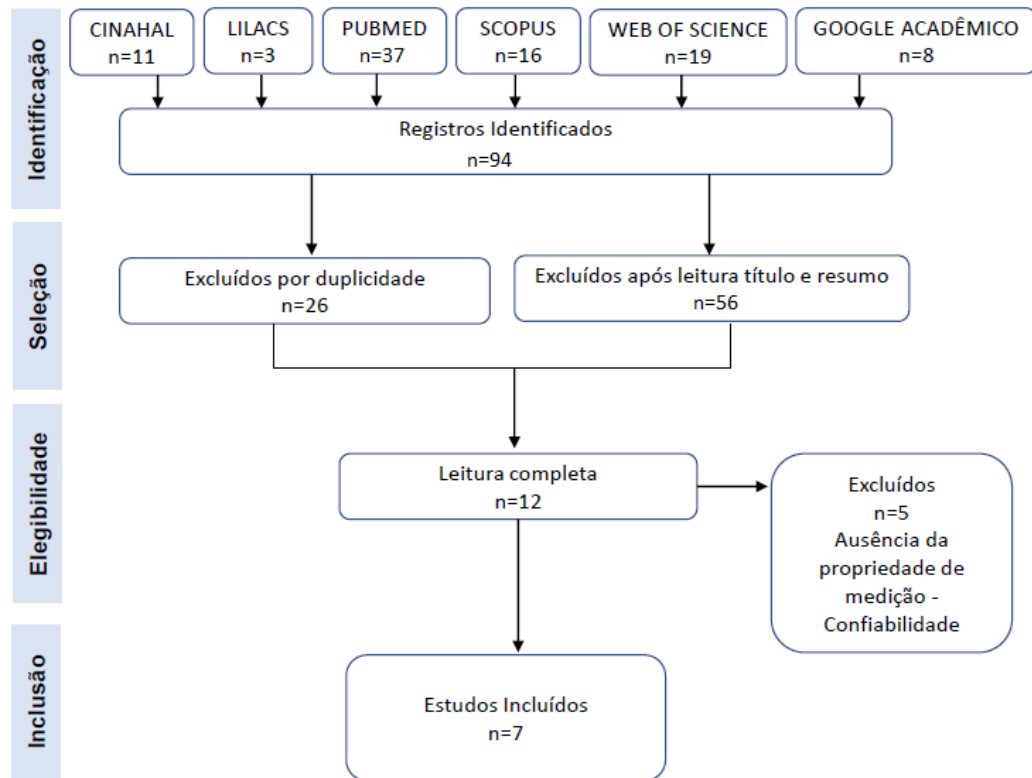 Identificação
CINAHAL
n=11
LILACS
n=3
PUBMED
n=37
SCOPUS
n=16
WEB OF SCIENCE
n=19
GOOGLE ACADÊMICO
n=8
Registros Identificados
n=94
Seleção
Excluídos por duplicidade
n=26
Excluídos após leitura título e resumo
n=56
Elegibilidade
Leitura completa
n=12
Excluídos
n=5
Ausência da
propriedade de
medição -
Confiabilidade
Inclusão
Estudos Incluídos
n=7